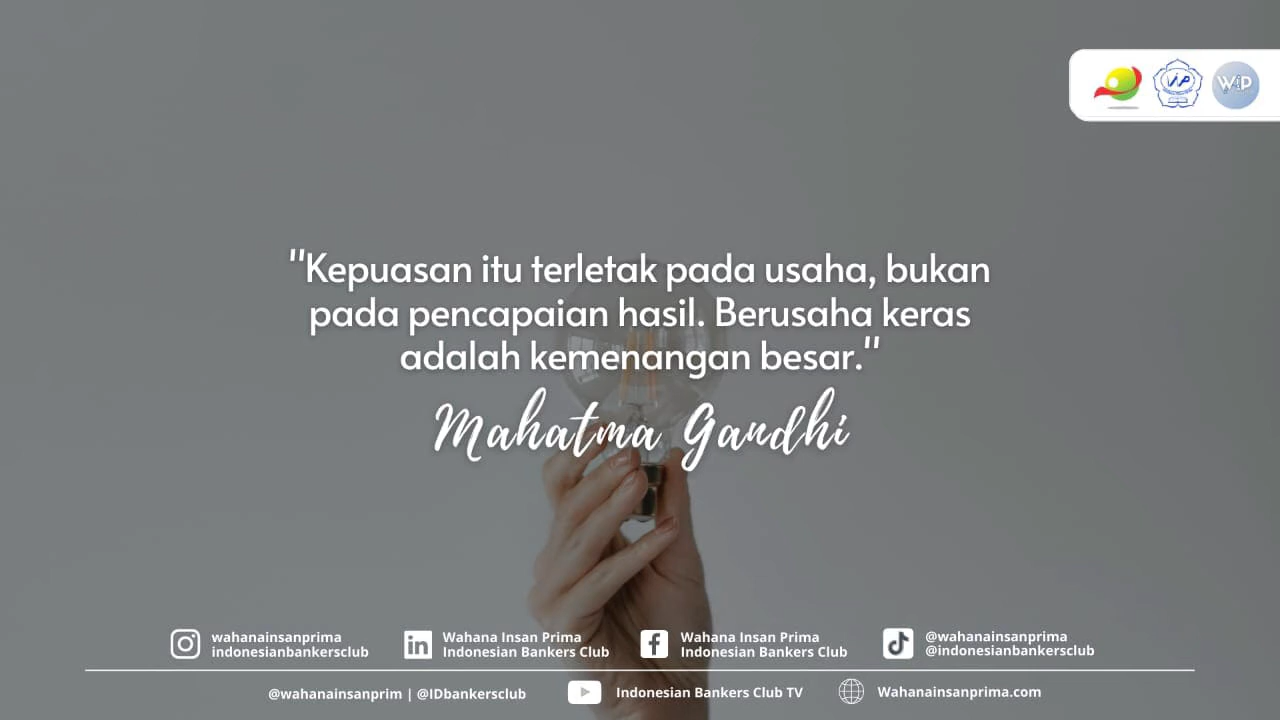 WiP
"Kepuasan itu terletak pada usaha, bukan
pada pencapaian hasil. Berusaha keras
adalah kemenangan besar."
Mahatma Gandhi
wahanainsanprima
indonesianbankersclub
Wahana Insan Prima
Indonesian Bankers Club
Wahana Insan Prima
Indonesian Bankers Club
@wahanainsanprima
@indonesianbankersclub
@wahanainsanprim | @IDbankersclub
Indonesian Bankers Club TV
Wahanainsanprima.com